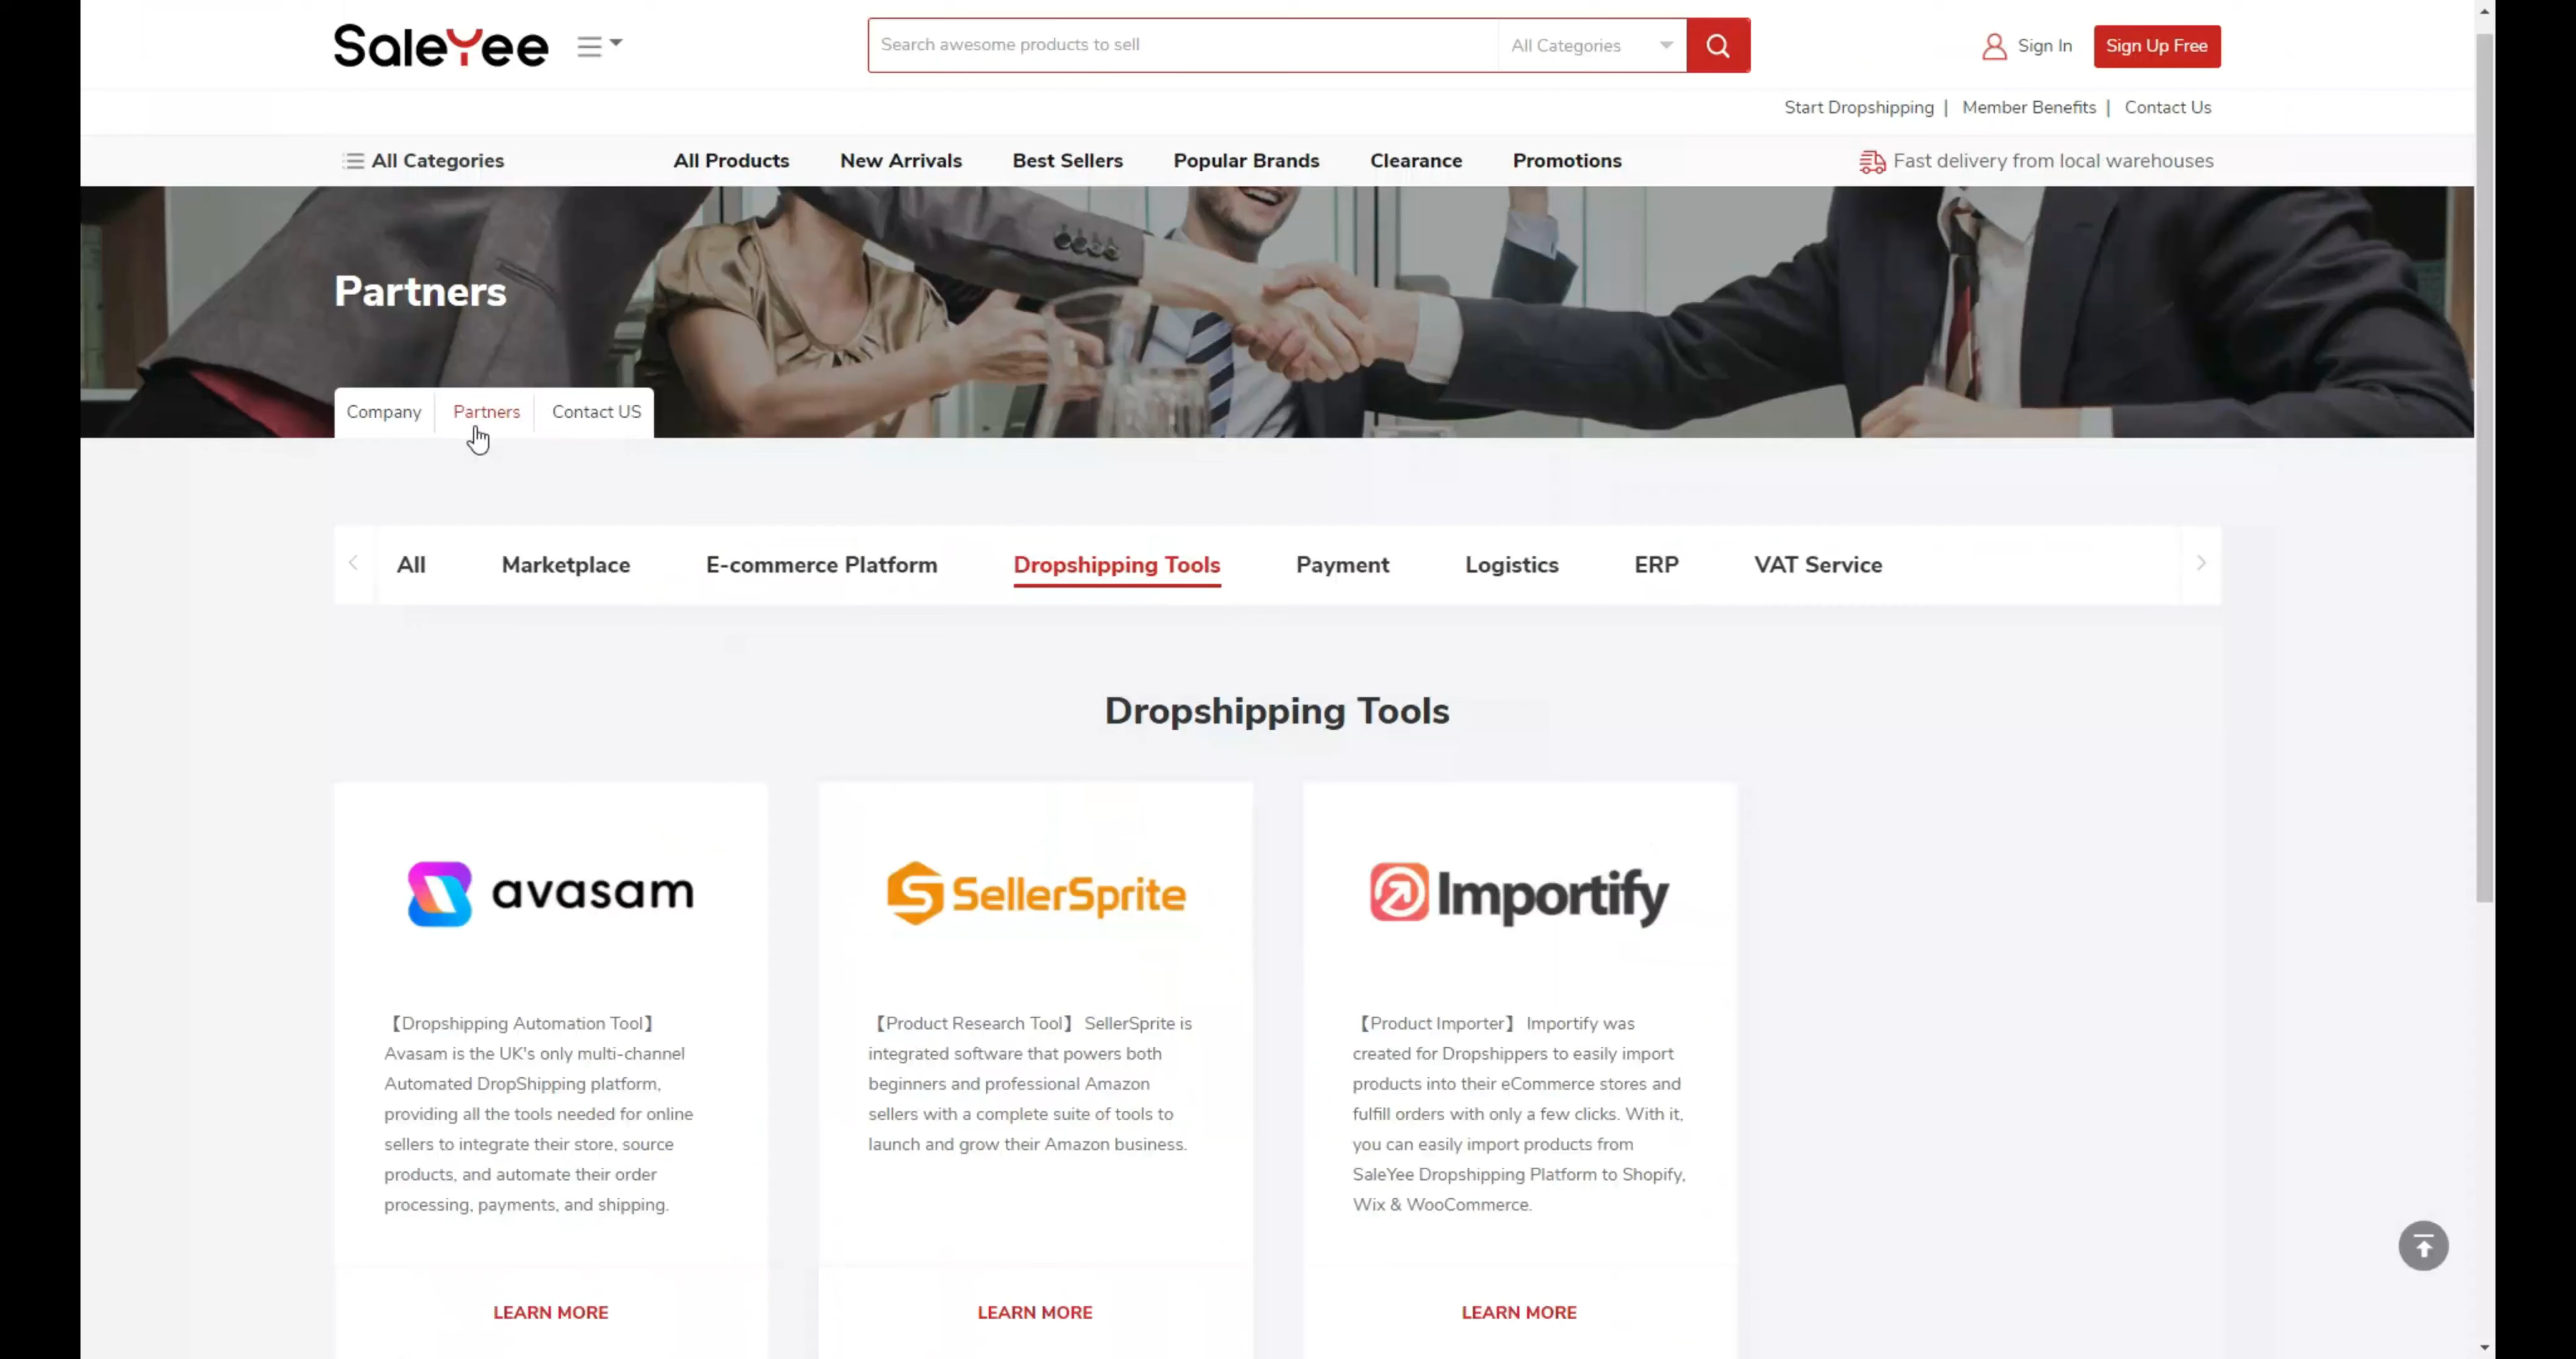 SaleYee
Search awesome products to sell
All Categories
Sign In
Sign Up Free
Start Dropshipping | Member Benefits | Contact Us
All Categories
All Products
New Arrivals
Best Sellers
Popular Brands
Clearance
Promotions
Fast delivery from local warehouses
Partners
Company
Partners
Contact US
All
Marketplace
E-commerce Platform
Dropshipping Tools
Payment
Logistics
ERP
VAT Service
Dropshipping Tools
avasam
【Dropshipping Automation Tool】
Avasam is the UK's only multi-channel
Automated DropShipping platform,
providing all the tools needed for online
sellers to integrate their store, source
products, and automate their order
processing, payments, and shipping.
LEARN MORE
SellerSprite
【Product Research Tool】 SellerSprite is
integrated software that powers both
beginners and professional Amazon
sellers with a complete suite of tools to
launch and grow their Amazon business.
LEARN MORE
Importify
【Product Importer】 Importify was
created for Dropshippers to easily import
products into their eCommerce stores and
fulfill orders with only a few clicks. With it,
you can easily import products from
SaleYee Dropshipping Platform to Shopify,
Wix & WooCommerce.
LEARN MORE